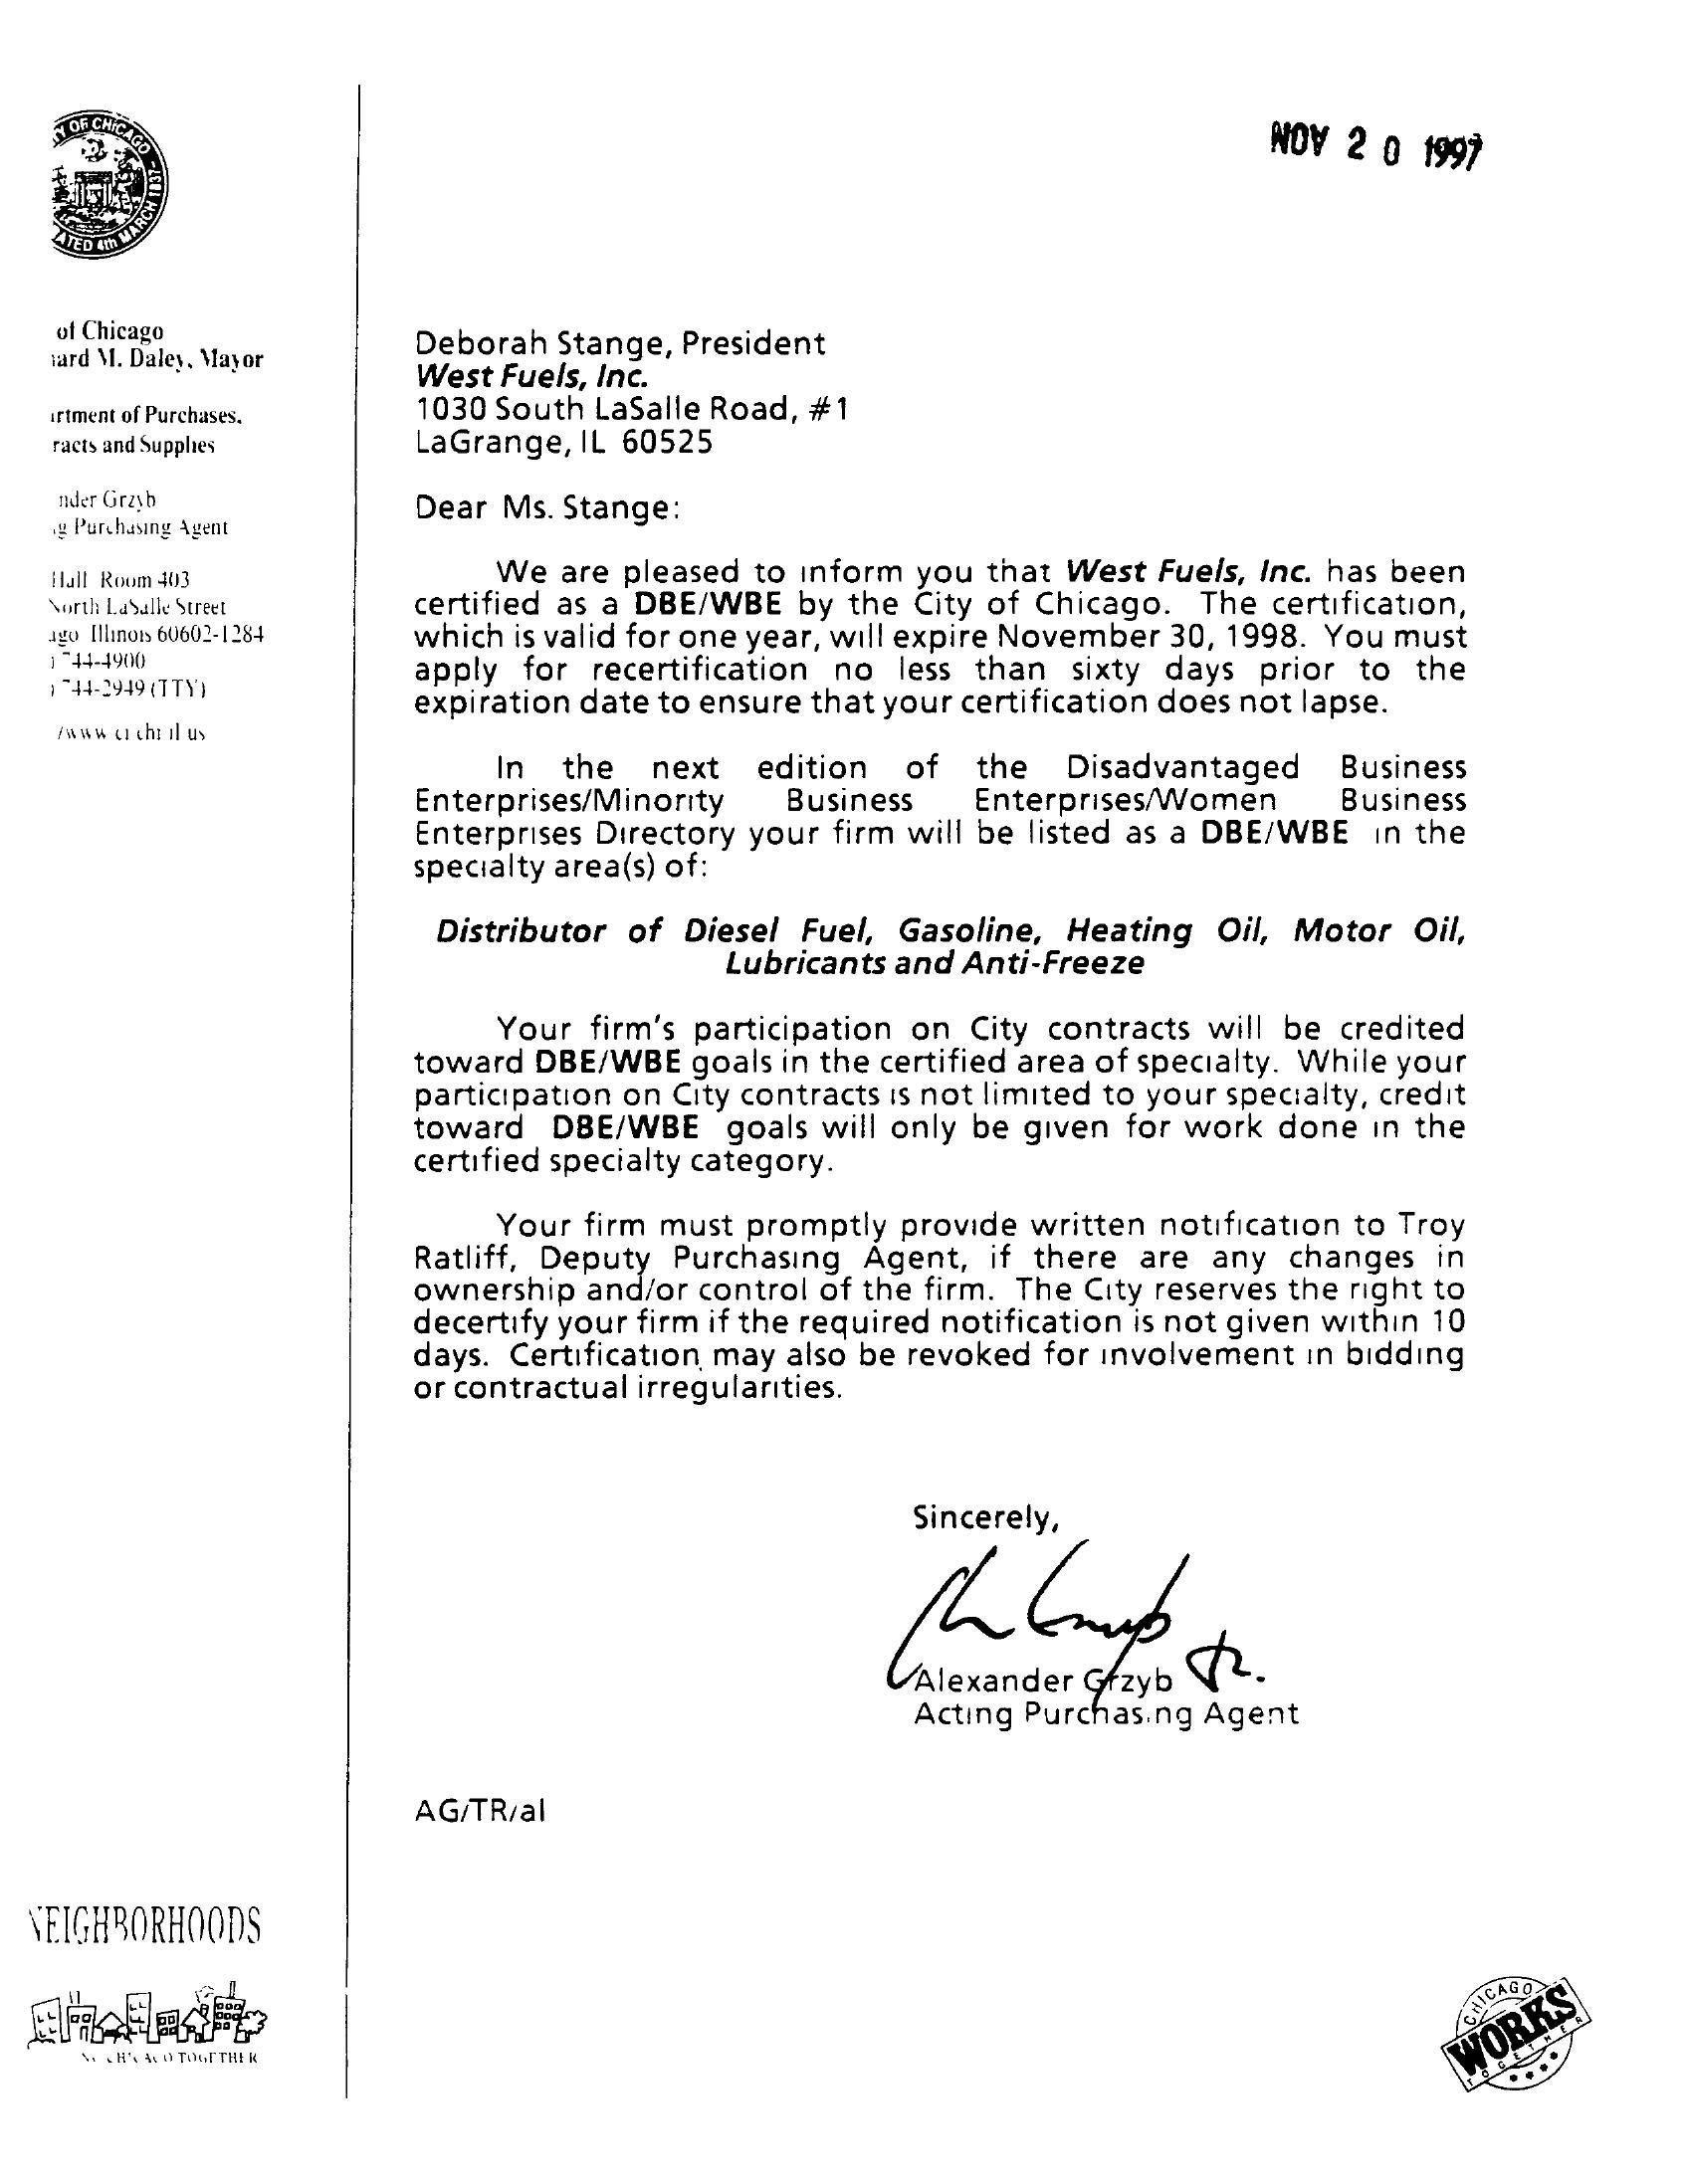 Y OF CHICAGO
ATED 4th MARCH 1837
NOV 20 1997
of Chicago
ard M. Daley, Mayor
rtment of Purchases,
racts and Supplies
nder Grzyb
g Purchasing Agent
Hall Room 403
North LaSalle Street
ago Illinois 60602-1284
) 744-4900
) 744-2949 (TTY)
/www ci chi il us
Deborah Stange, President
West Fuels, Inc.
1030 South LaSalle Road, #1
LaGrange, IL 60525
Dear Ms. Stange:
We are pleased to inform you that West Fuels, Inc. has been
certified as a DBE/WBE by the City of Chicago. The certification,
which is valid for one year, will expire November 30, 1998. You must
apply for recertification no less than sixty days prior to the
expiration date to ensure that your certification does not lapse.
In the next edition of the Disadvantaged Business
Enterprises/Minority Business Enterprises/Women Business
Enterprises Directory your firm will be listed as a DBE/WBE in the
specialty area(s) of:
Distributor of Diesel Fuel, Gasoline, Heating Oil, Motor Oil,
Lubricants and Anti-Freeze
Your firm's participation on City contracts will be credited
toward DBE/WBE goals in the certified area of specialty. While your
participation on City contracts is not limited to your specialty, credit
toward DBE/WBE goals will only be given for work done in the
certified specialty category.
Your firm must promptly provide written notification to Troy
Ratliff, Deputy Purchasing Agent, if there are any changes in
ownership and/or control of the firm. The City reserves the right to
decertify your firm if the required notification is not given within 10
days. Certification may also be revoked for involvement in bidding
or contractual irregularities.
Sincerely,
Alexander Grzyb
Acting Purchasing Agent
AG/TR/al
NEIGHBORHOODS
TOGETHER
CHICAGO
WORKS
TOGETHER